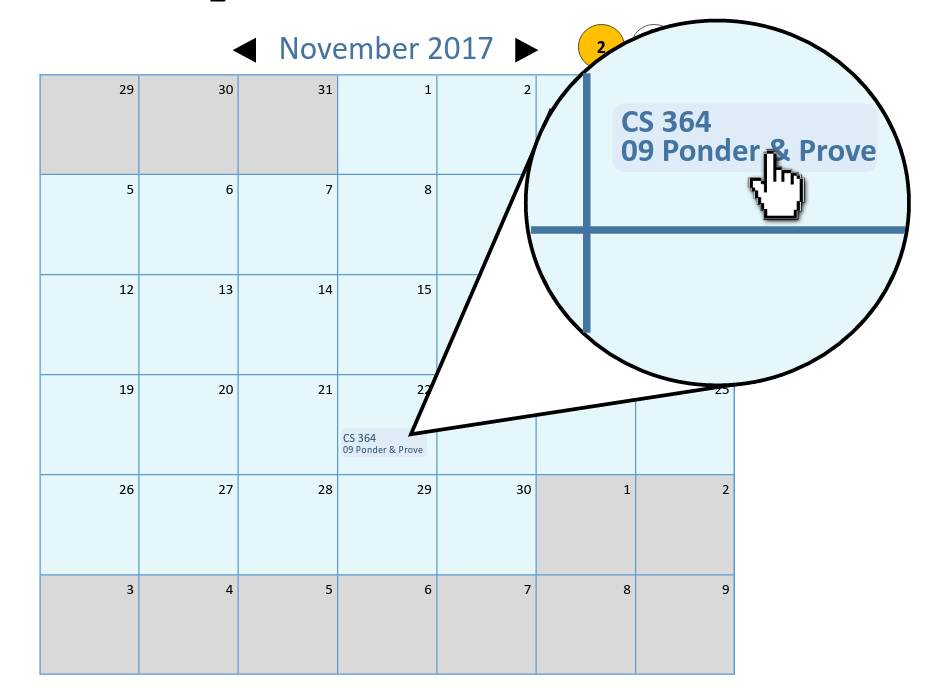 November 2017
2
CS 364
09 Ponder & Prove
29 30 31 1 2
5 6 7 8
12 13 14 15
19 20 21 22 25
CS 364
09 Ponder & Prove
26 27 28 29 30 1 2
3 4 5 6 7 8 9